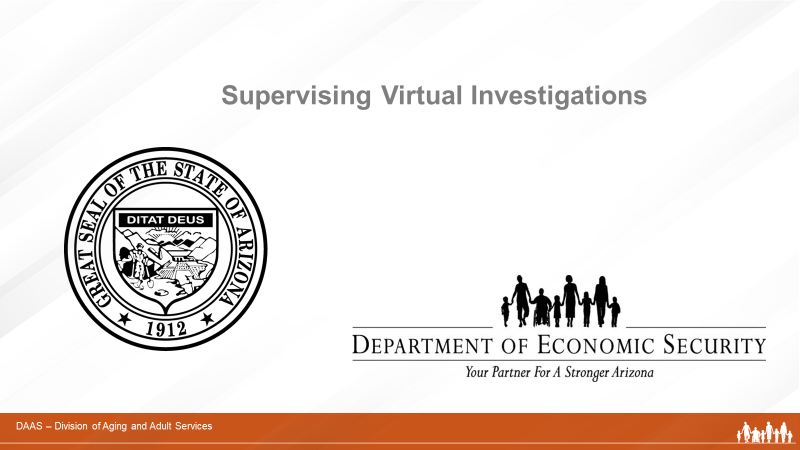 Supervising Virtual Investigations
GREAT SEAL OF THE STATE OF ARIZONA
DITAT DEUS
1912
DEPARTMENT OF ECONOMIC SECURITY
Your Partner For A Stronger Arizona
DAAS – Division of Aging and Adult Services